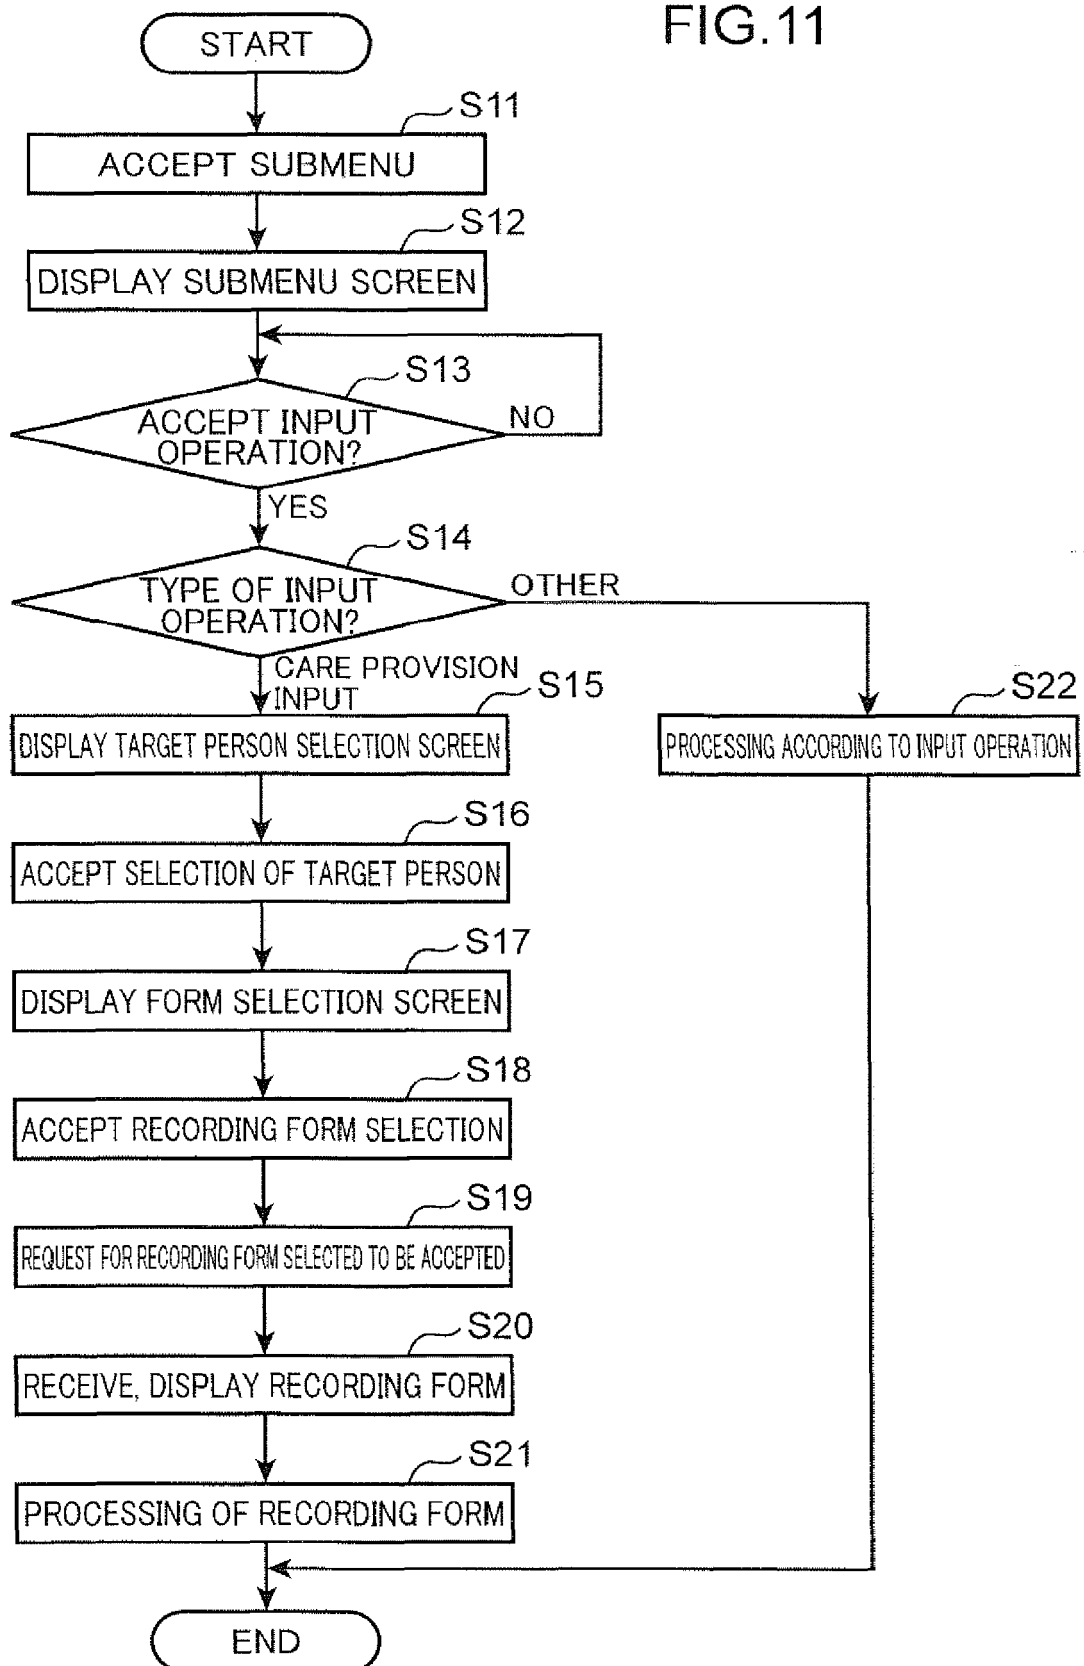 FIG.11
START
S11
ACCEPT SUBMENU
S12
DISPLAY SUBMENU SCREEN
S13
ACCEPT INPUT
OPERATION?
NO
YES
S14
TYPE OF INPUT
OPERATION?
OTHER
CARE PROVISION
INPUT
S15
DISPLAY TARGET PERSON SELECTION SCREEN
S22
PROCESSING ACCORDING TO INPUT OPERATION
S16
ACCEPT SELECTION OF TARGET PERSON
S17
DISPLAY FORM SELECTION SCREEN
S18
ACCEPT RECORDING FORM SELECTION
S19
REQUEST FOR RECORDING FORM SELECTED TO BE ACCEPTED
S20
RECEIVE, DISPLAY RECORDING FORM
S21
PROCESSING OF RECORDING FORM
END